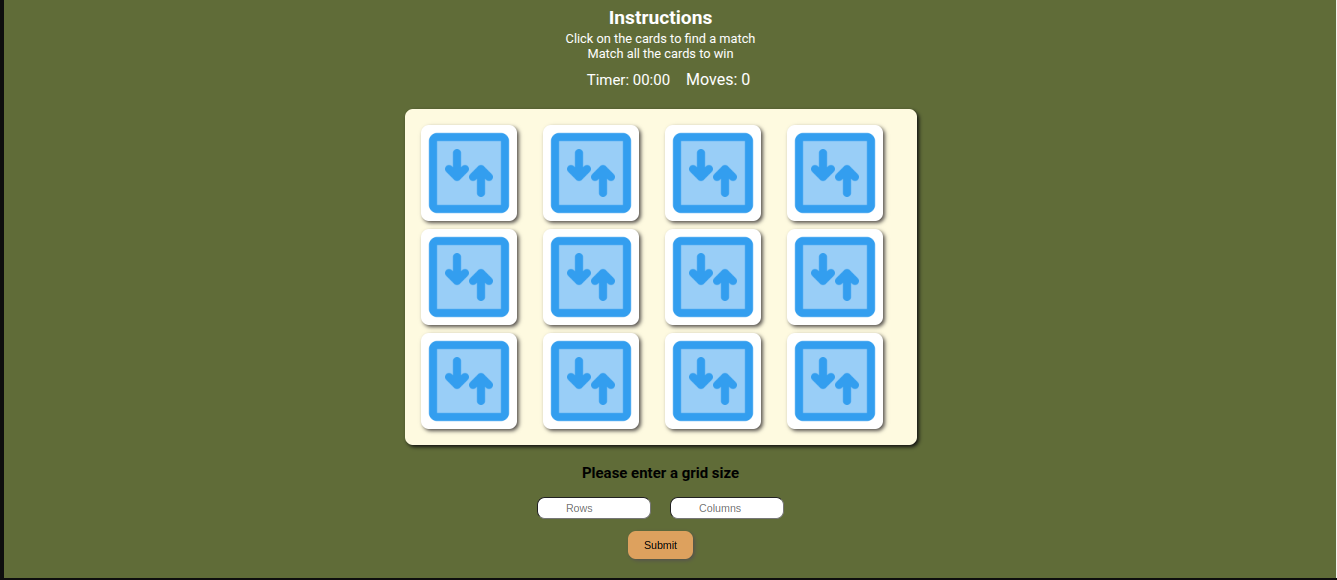 Instructions
Click on the cards to find a match
Match all the cards to win
Timer: 00:00 Moves: 0
Please enter a grid size
Rows Columns
Submit